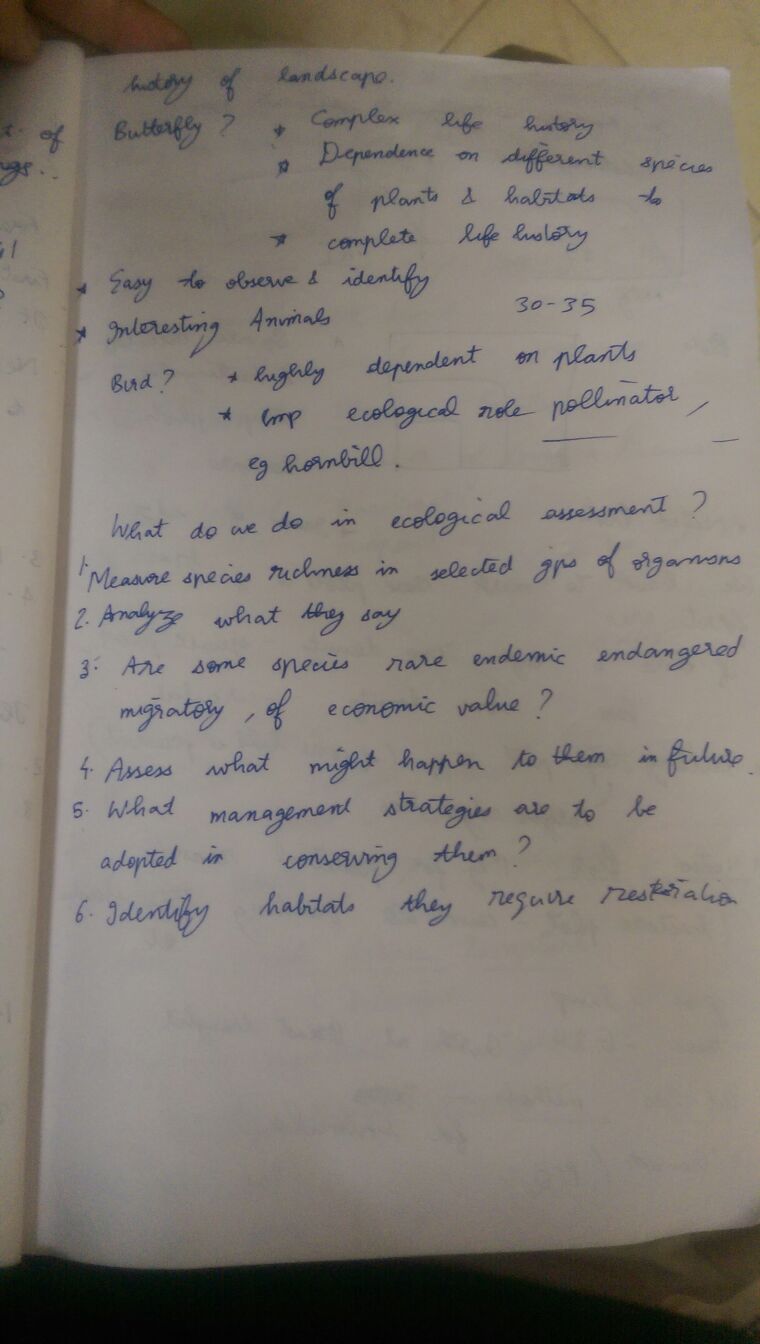 history of landscape.
Butterfly? * Complex life history
* Dependence on different species
of plants & habitats to
* complete life history
* Easy to observe & identify
* Interesting Animals 30-35
Bird? * highly dependent on plants
* Imp ecological role pollinator,
eg hornbill.
What do we do in ecological assessment?
1. Measure species richness in selected gps of organisms
2. Analyze what they say
3. Are some species rare endemic endangered
migratory, of economic value?
4. Assess what might happen to them in future.
5. What management strategies are to be
adopted in conserving them?
6. Identify habitats they require restoration